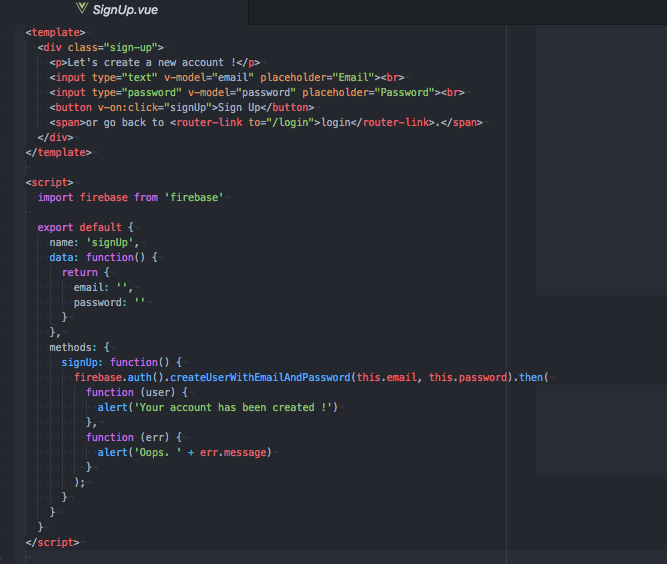 SignUp.vue
<template>
  <div class="sign-up">
    <p>Let's create a new account !</p>
    <input type="text" v-model="email" placeholder="Email"><br>
    <input type="password" v-model="password" placeholder="Password"><br>
    <button v-on:click="signUp">Sign Up</button>
    <span>or go back to <router-link to="/login">login</router-link>.</span>
  </div>
</template>

<script>
  import firebase from 'firebase'

  export default {
    name: 'signUp',
    data: function() {
      return {
        email: '',
        password: ''
      }
    },
    methods: {
      signUp: function() {
        firebase.auth().createUserWithEmailAndPassword(this.email, this.password).then(
          function (user) {
            alert('Your account has been created !')
          },
          function (err) {
            alert('Oops. ' + err.message)
          }
        );
      }
    }
  }
</script>